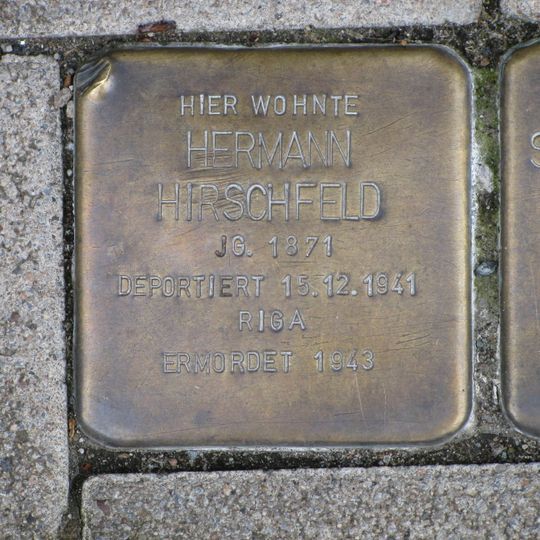 HIER WOHNTE
HERMANN
HIRSCHFELD
JG. 1871
DEPORTIERT 15.12.1941
RIGA
ERMORDET 1943
S